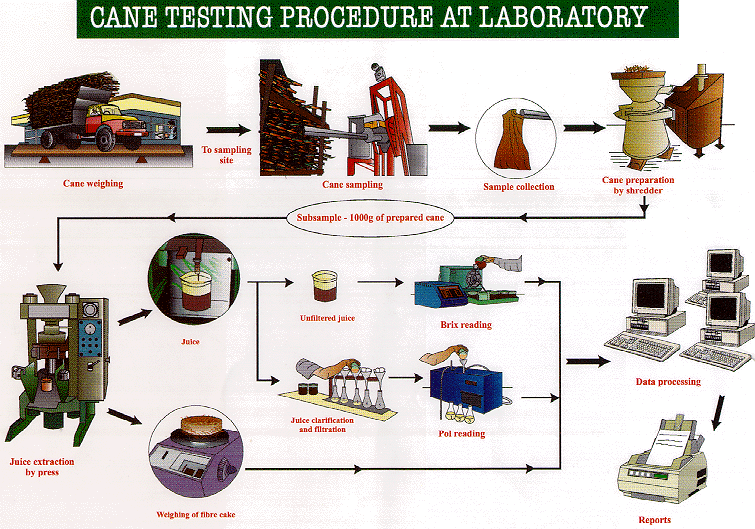 CANE TESTING PROCEDURE AT LABORATORY
To sampling
site
Cane weighing
Cane sampling
Sample collection
Cane preparation
by shredder
Subsample - 1000g of prepared cane
Juice
Unfiltered juice
Brix reading
Data processing
Juice clarification
and filtration
Pol reading
Juice extraction
by press
Weighing of fibre cake
Reports